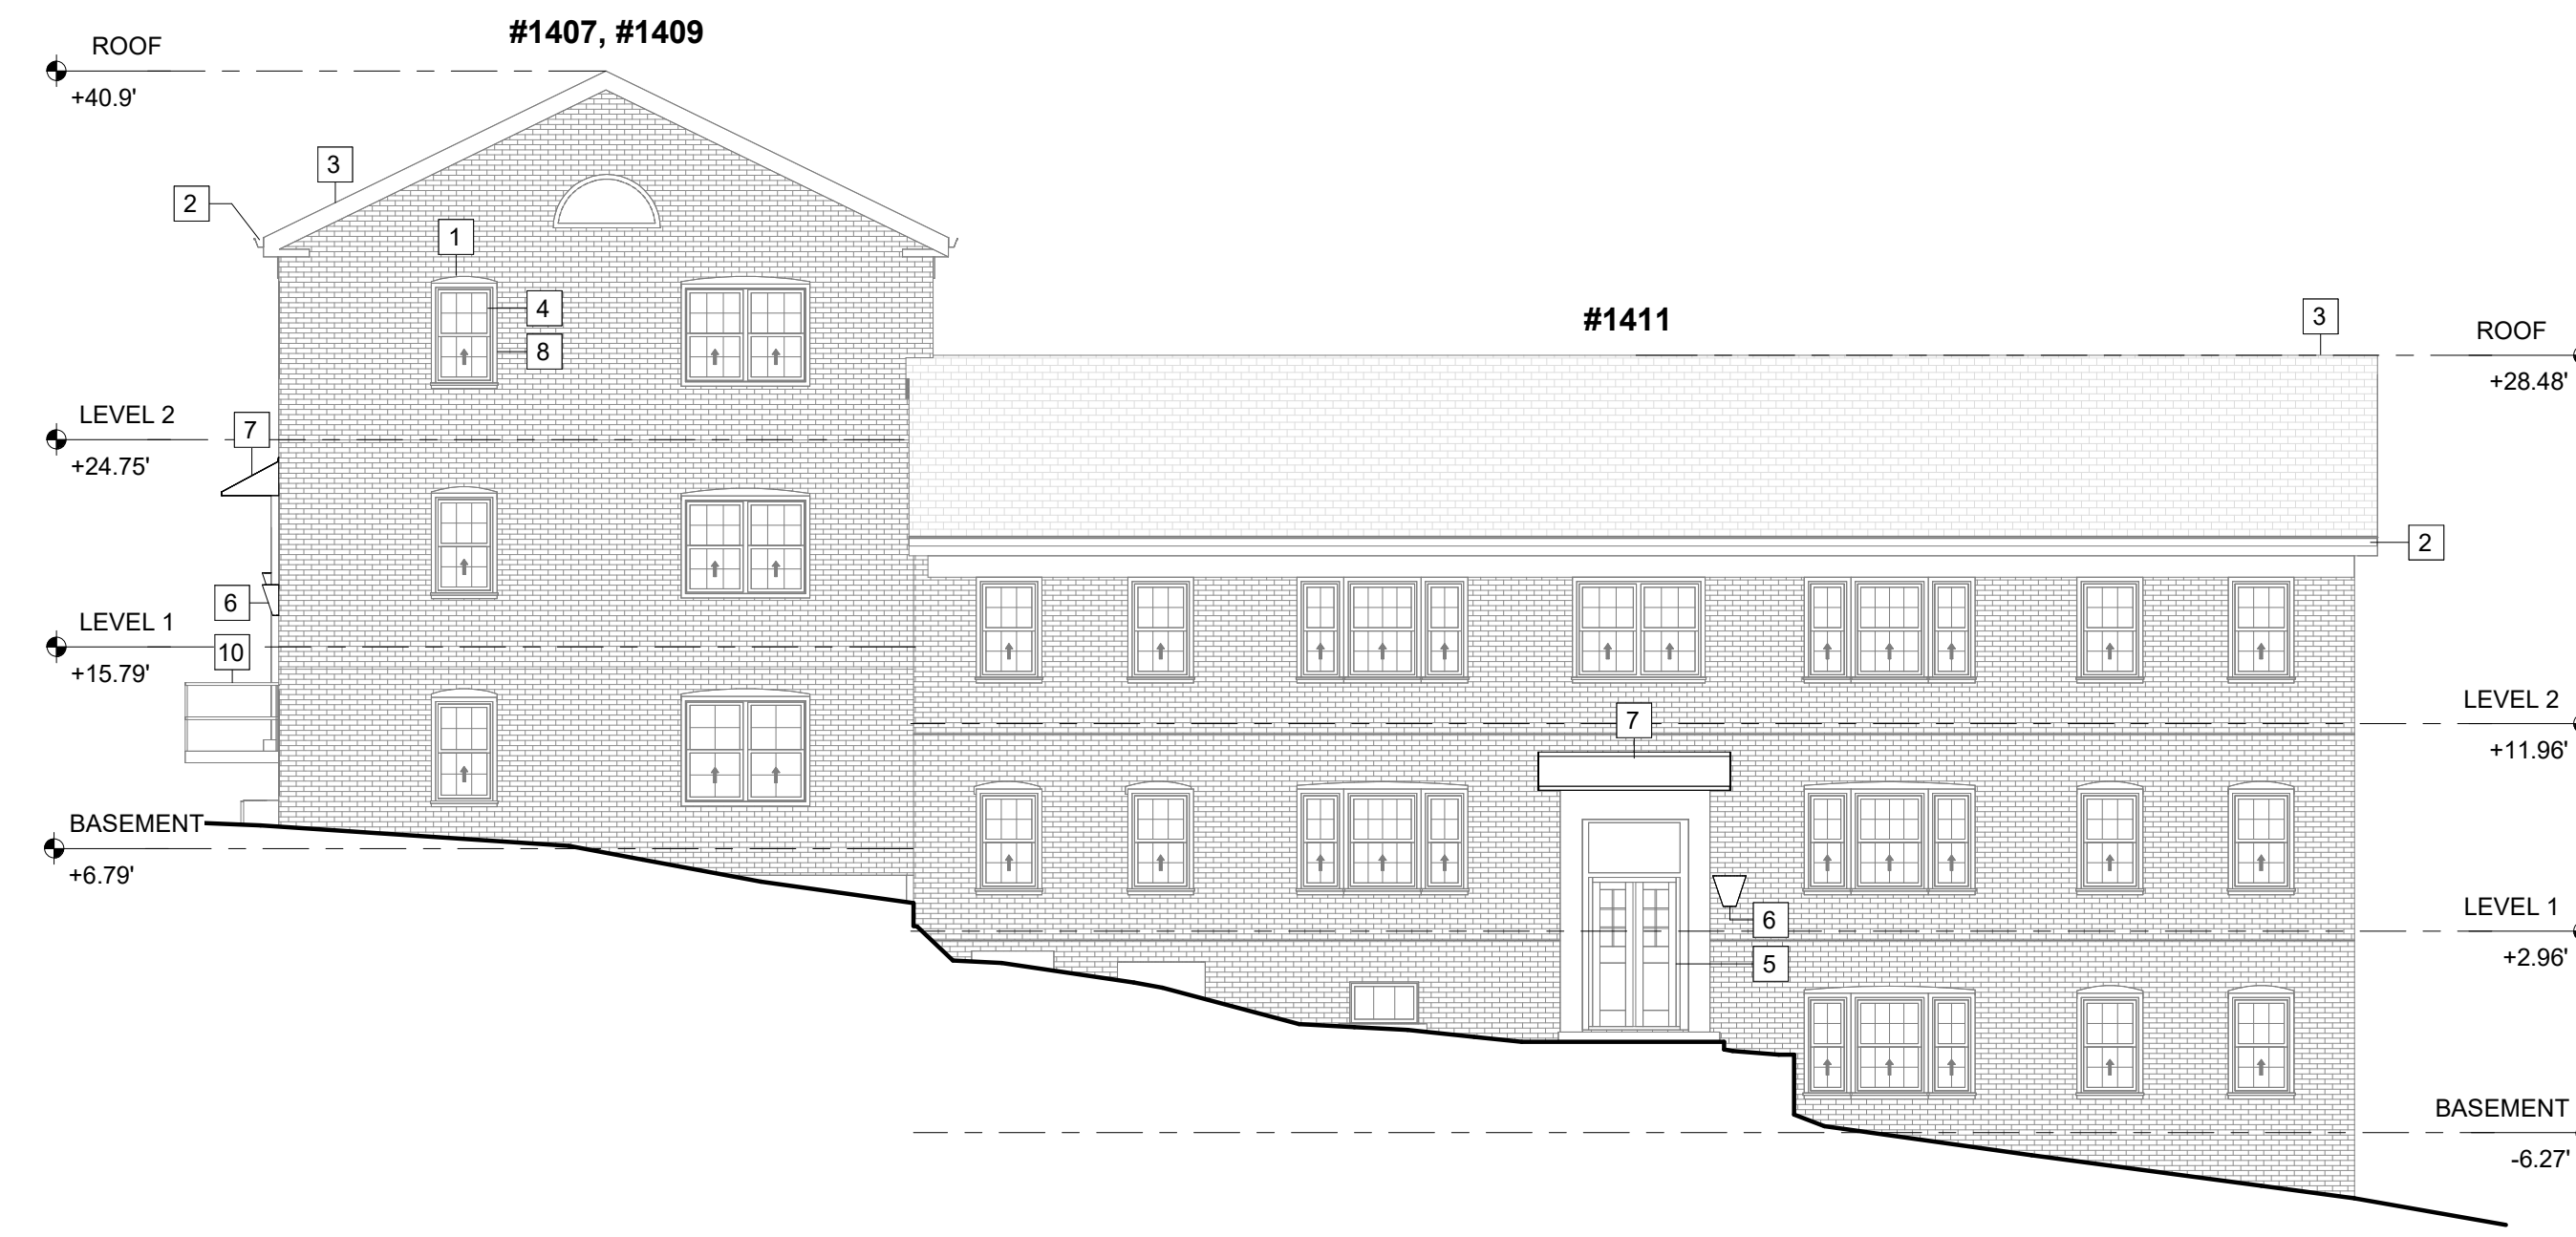 #1407, #1409
ROOF
+40.9'
3
2
1
4
8
#1411
3
ROOF
+28.48'
LEVEL 2
7
+24.75'
2
6
LEVEL 1
10
+15.79'
7
LEVEL 2
+11.96'
BASEMENT
+6.79'
6
LEVEL 1
5
+2.96'
BASEMENT
-6.27'